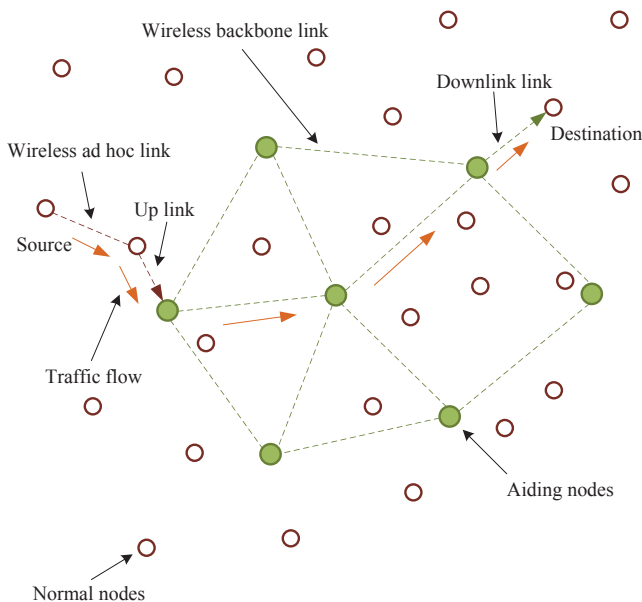 Wireless backbone link
Downlink link
Destination
Wireless ad hoc link
Up link
Source
Traffic flow
Aiding nodes
Normal nodes